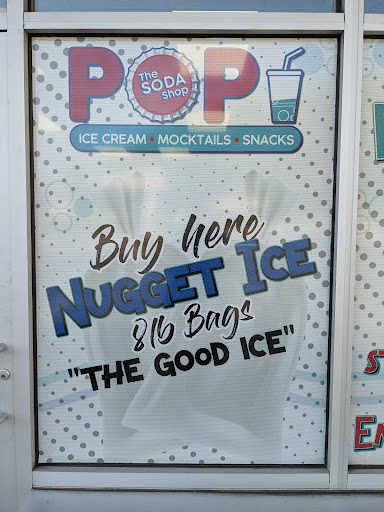 POP!
The
SODA
Shop
ICE CREAM • MOCKTAILS • SNACKS
Buy here
NUGGET ICE
8lb Bags
"THE GOOD ICE"